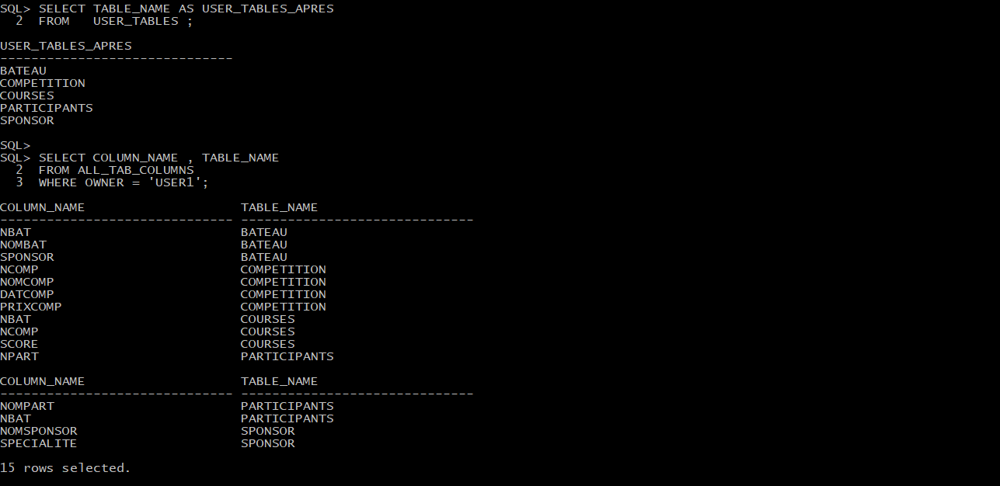 SQL> SELECT TABLE_NAME AS USER_TABLES_APRES
  2  FROM   USER_TABLES ;

USER_TABLES_APRES
------------------------------
BATEAU
COMPETITION
COURSES
PARTICIPANTS
SPONSOR

SQL>
SQL> SELECT COLUMN_NAME , TABLE_NAME
  2  FROM ALL_TAB_COLUMNS
  3  WHERE OWNER = 'USER1';

COLUMN_NAME                    TABLE_NAME
------------------------------ ------------------------------
NBAT                           BATEAU
NOMBAT                         BATEAU
SPONSOR                        BATEAU
NCOMP                          COMPETITION
NOMCOMP                        COMPETITION
DATCOMP                        COMPETITION
PRIXCOMP                       COMPETITION
NBAT                           COURSES
NCOMP                          COURSES
SCORE                          COURSES
NPART                          PARTICIPANTS

COLUMN_NAME                    TABLE_NAME
------------------------------ ------------------------------
NOMPART                        PARTICIPANTS
NBAT                           PARTICIPANTS
NOMSPONSOR                     SPONSOR
SPECIALITE                     SPONSOR

15 rows selected.